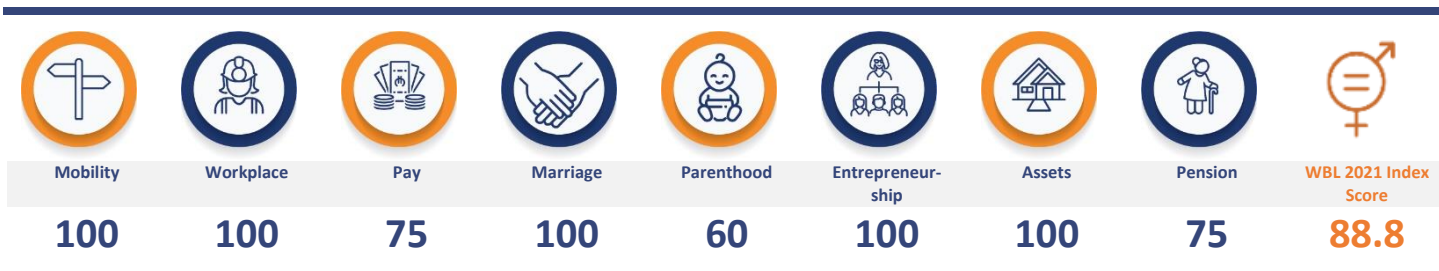 Mobility Workplace Pay Marriage Parenthood Entrepreneur- Assets Pension WBL 2021 Index
ship Score
100 100 75 100 60 100 100 75 88.8